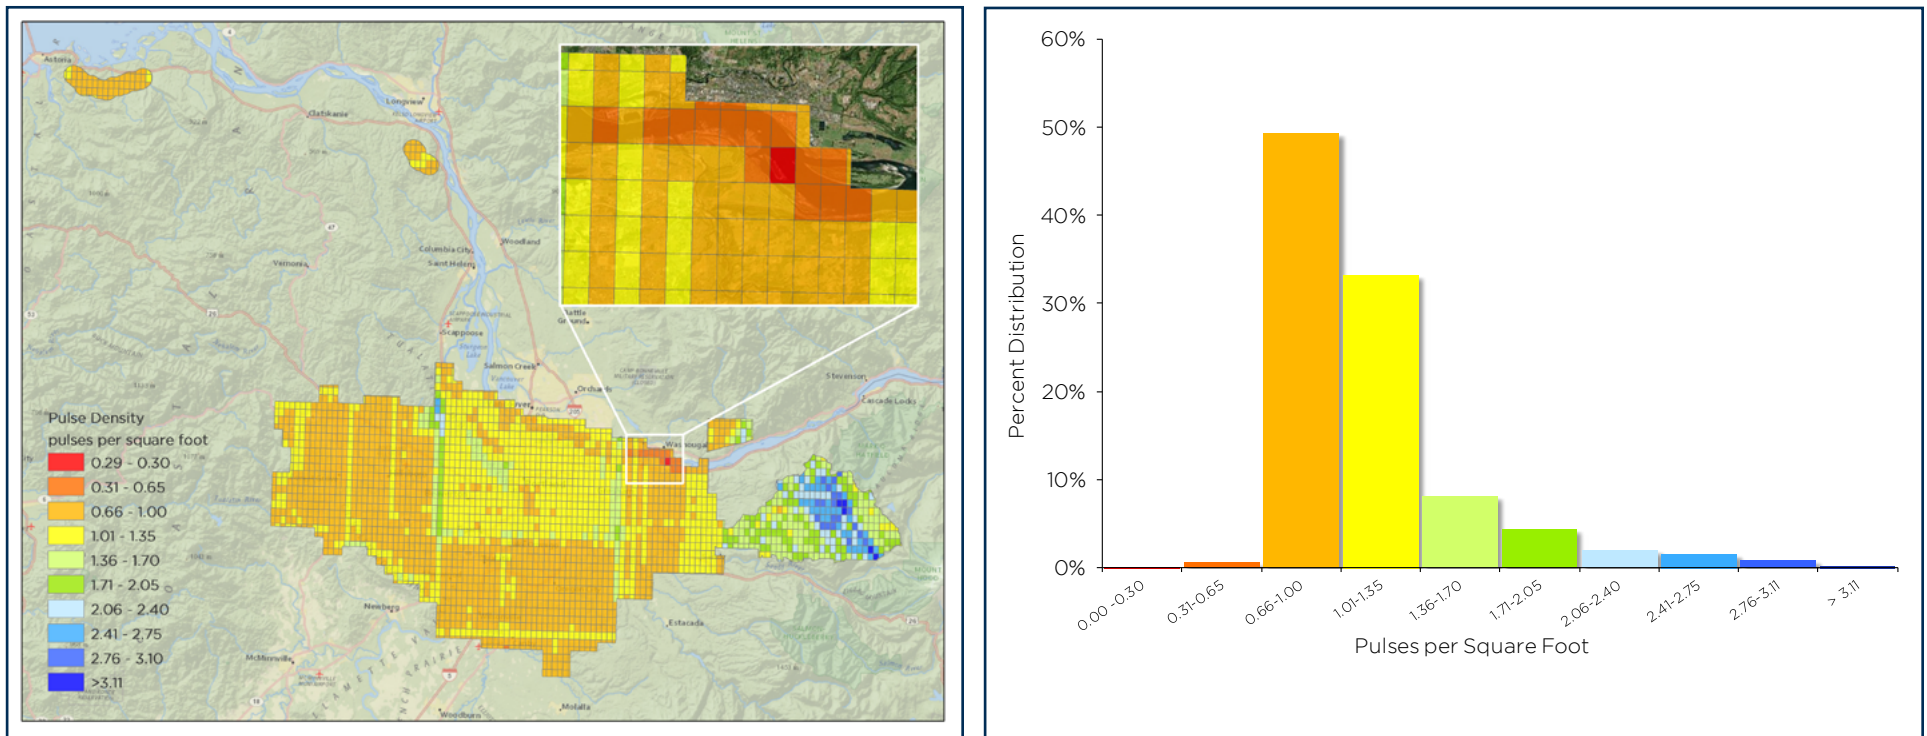 Astoria
Longview
Clatskanie
Columbia City
Woodland
Saint Helens
Vernonia
47
Battle
Ground
Scappoose
Sturgeon
Lake
Salmon Creek
Vancouver
Lake
Orchards
Stevenson
Cascade Locks
Washougal
Newberg
Estacada
McMinnville
Woodburn
Molalla
Pulse Density
pulses per square foot
0.29 - 0.30
0.31 - 0.65
0.66 - 1.00
1.01 - 1.35
1.36 - 1.70
1.71 - 2.05
2.06 - 2.40
2.41 - 2.75
2.76 - 3.10
>3.11
60%
50%
40%
30%
20%
10%
0%
Percent Distribution
0.00 -0.30
0.31-0.65
0.66-1.00
1.01-1.35
1.36-1.70
1.71-2.05
2.06-2.40
2.41-2.75
2.76-3.11
> 3.11
Pulses per Square Foot